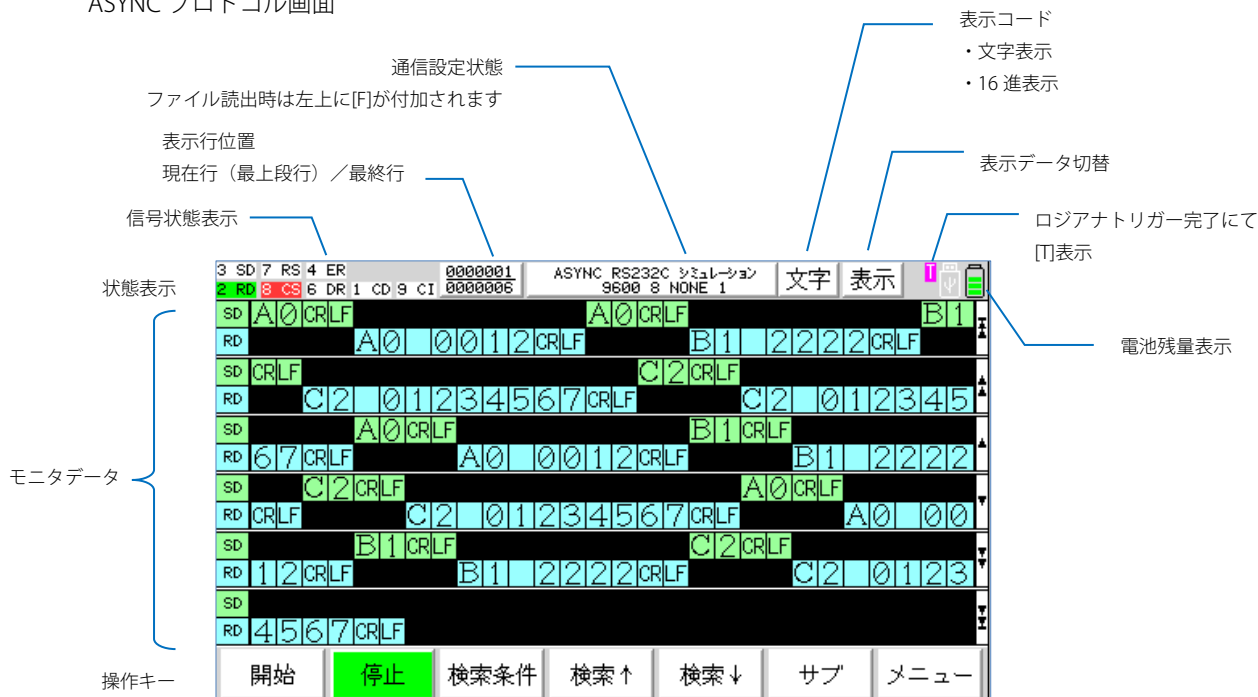 ASYNC プロトコル画面
表示コード
・文字表示
・16 進表示
通信設定状態
ファイル読出時は左上に[F]が付加されます
表示行位置
現在行（最上段行）／最終行
表示データ切替
信号状態表示
ロジアナトリガー完了にて
[T]表示
状態表示
3 SD 7 RS 4 ER
2 RD 8 CS 6 DR 1 CD 9 CI
0000001
0000006
ASYNC RS232C シミュレーション
9600 8 NONE 1
文字
表示
T
電池残量表示
モニタデータ
SD A0CRLF A0CRLF B1
RD A0 0012CRLF B1 2222CRLF
SD CRLF C2CRLF
RD C2 01234567CRLF C2 012345
SD A0CRLF B1CRLF
RD 67CRLF A0 0012CRLF B1 2222
SD C2CRLF A0CRLF
RD CRLF C2 01234567CRLF A0 00
SD B1CRLF C2CRLF
RD 12CRLF B1 2222CRLF C2 0123
SD
RD 4567CRLF
操作キー
開始 停止 検索条件 検索↑ 検索↓ サブ メニュー